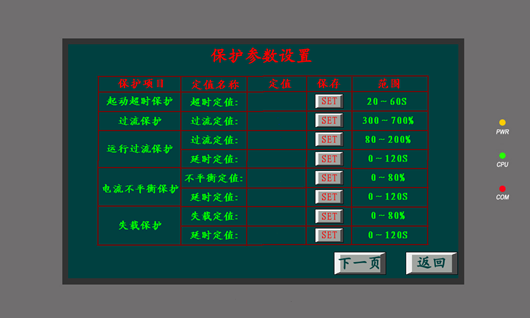 保护参数设置
保护项目 定值名称 定值 保存 范围
起动超时保护 超时定值: SET 20~60S
过流保护 过流定值: SET 300~700%
运行过流保护 过流定值: SET 80~200%
延时定值: SET 0~120S
电流不平衡保护 不平衡定值: SET 0~80%
延时定值: SET 0~120S
失载保护 失载定值: SET 0~80%
延时定值: SET 0~120S
下一页 返回
PWR
CPU
COM